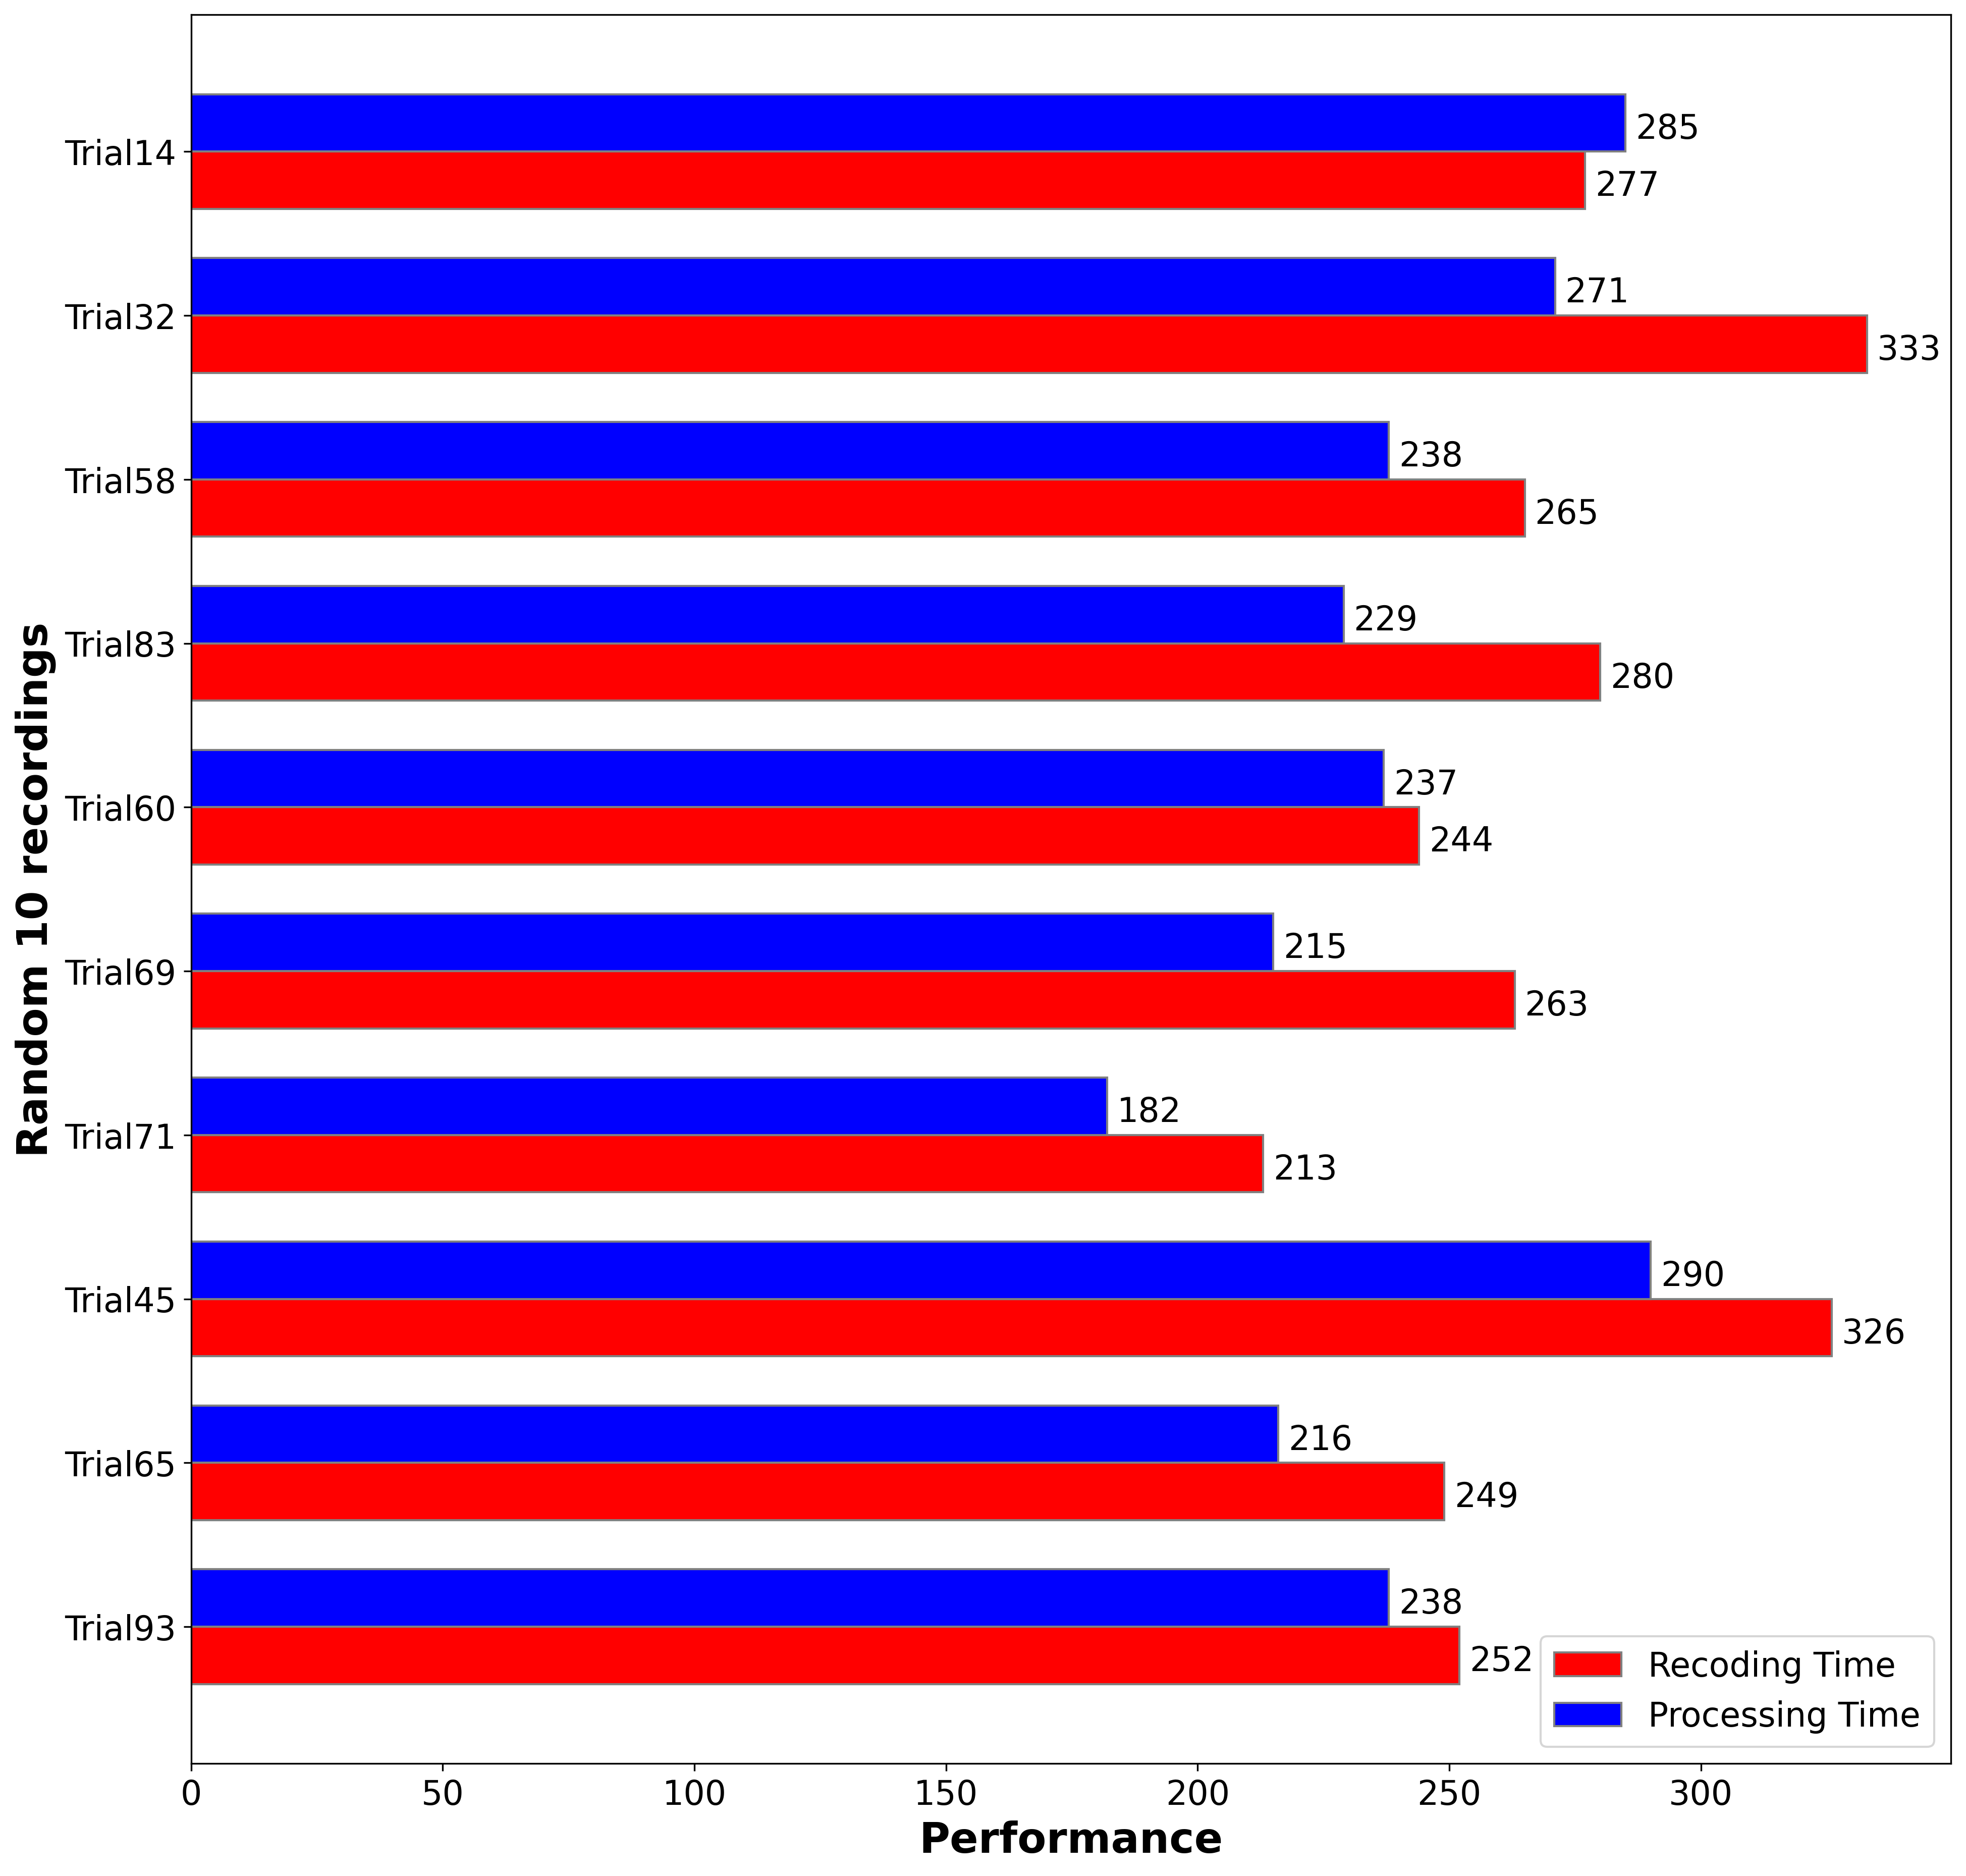 Trial14
285
277
Trial32
271
333
Trial58
238
265
Trial83
229
280
Trial60
237
244
Trial69
215
263
Trial71
182
213
Trial45
290
326
Trial65
216
249
Trial93
238
252
Recoding Time
Processing Time
0 50 100 150 200 250 300
Performance
Random 10 recordings